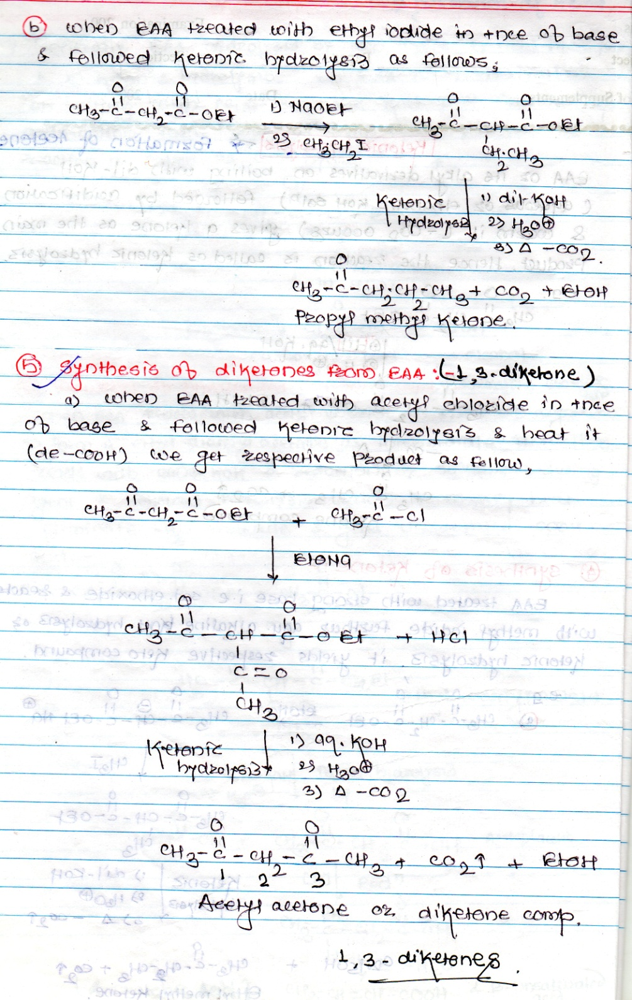 b) when EAA treated with ethyl iodide in +nce of base
& followed Ketonic hydrolysis as follows;
O O
CH3-C-CH2-C-OEt 1) NaOEt
2) CH3CH2I
O O
CH3-C-CH-C-OEt
CH2.CH3
Ketonic Hydrolysis
1) dil-KOH
2) H3O⊕
3) Δ -CO2.
O
CH3-C-CH2.CH2-CH3 + CO2 + EtOH
Propyl methyl Ketone.
5) Synthesis of diketones from EAA :(-1,3-diketone)
a) when EAA treated with acetyl chloride in +nce
of base & followed Ketonic hydrolysis & heat it
(de-COOH) we get respective Product as follow,
O O O
CH3-C-CH2-C-OEt + CH3-C-Cl
EtONa
O O
CH3-C-CH-C-OEt + HCl
C=O
CH3
Ketonic hydrolysis
1) aq. KOH
2) H3O⊕
3) Δ -CO2
O O
CH3-C-CH2-C-CH3 + CO2↑ + EtOH
1 2 3
Acetyl acetone or diketone comp.
1,3-diketones.